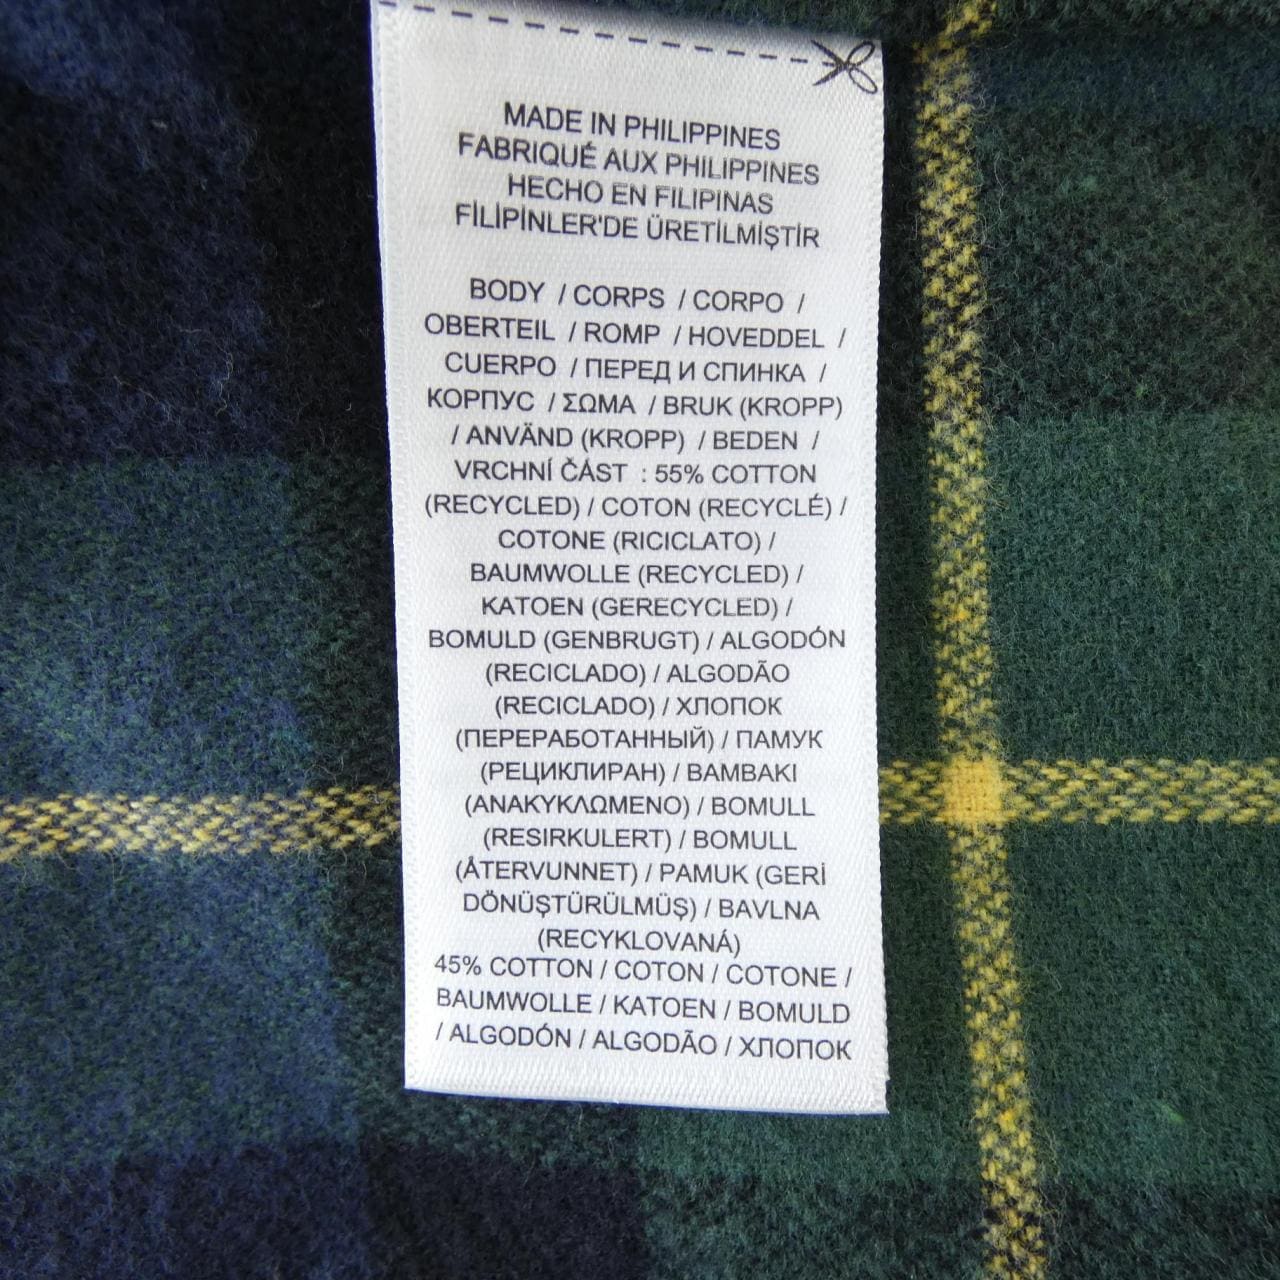 MADE IN PHILIPPINES
FABRIQUÉ AUX PHILIPPINES
HECHO EN FILIPINAS
FİLİPİNLER'DE ÜRETİLMİŞTİR
BODY / CORPS / CORPO /
OBERTEIL / ROMP / HOVEDDEL /
CUERPO / ПЕРЕД И СПИНКА /
КОРПУС / ΣΩΜΑ / BRUK (KROPP)
/ ANVÄND (KROPP) / BEDEN /
VRCHNÍ ČÁST : 55% COTTON
(RECYCLED) / COTON (RECYCLÉ) /
COTONE (RICICLATO) /
BAUMWOLLE (RECYCLED) /
KATOEN (GERECYCLED) /
BOMULD (GENBRUGT) / ALGODÓN
(RECICLADO) / ALGODÃO
(RECICLADO) / ХЛОПОК
(ПЕРЕРАБОТАННЫЙ) / ПАМУК
(РЕЦИКЛИРАН) / ΒΑΜΒΑΚΙ
(ΑΝΑΚΥΚΛΩΜΕΝΟ) / BOMULL
(RESIRKULERT) / BOMULL
(ÅTERVUNNET) / PAMUK (GERİ
DÖNÜŞTÜRÜLMÜŞ) / BAVLNA
(RECYKLOVANÁ)
45% COTTON / COTON / COTONE /
BAUMWOLLE / KATOEN / BOMULD
/ ALGODÓN / ALGODÃO / ХЛОПОК